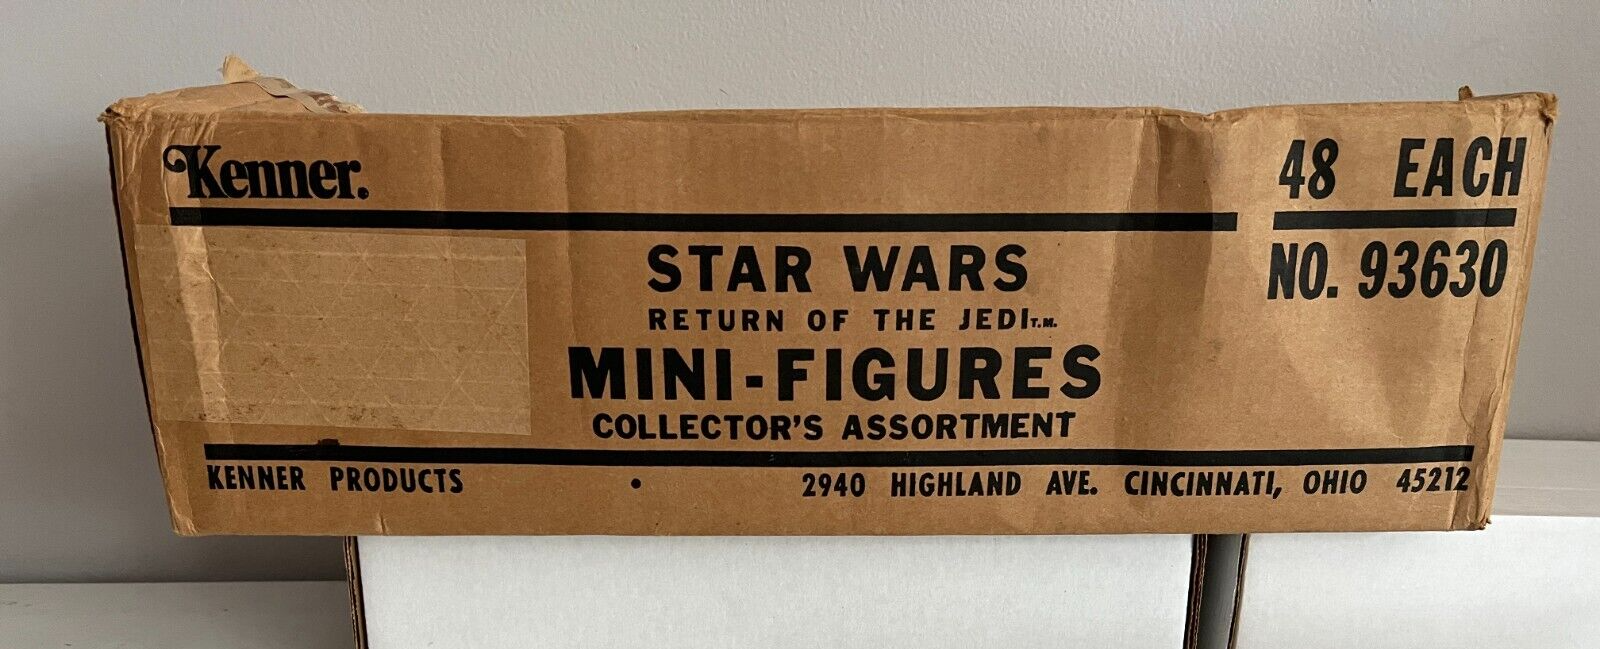 Kenner.
48 EACH
NO. 93630
STAR WARS
RETURN OF THE JEDI T.M.
MINI-FIGURES
COLLECTOR'S ASSORTMENT
KENNER PRODUCTS • 2940 HIGHLAND AVE. CINCINNATI, OHIO 45212